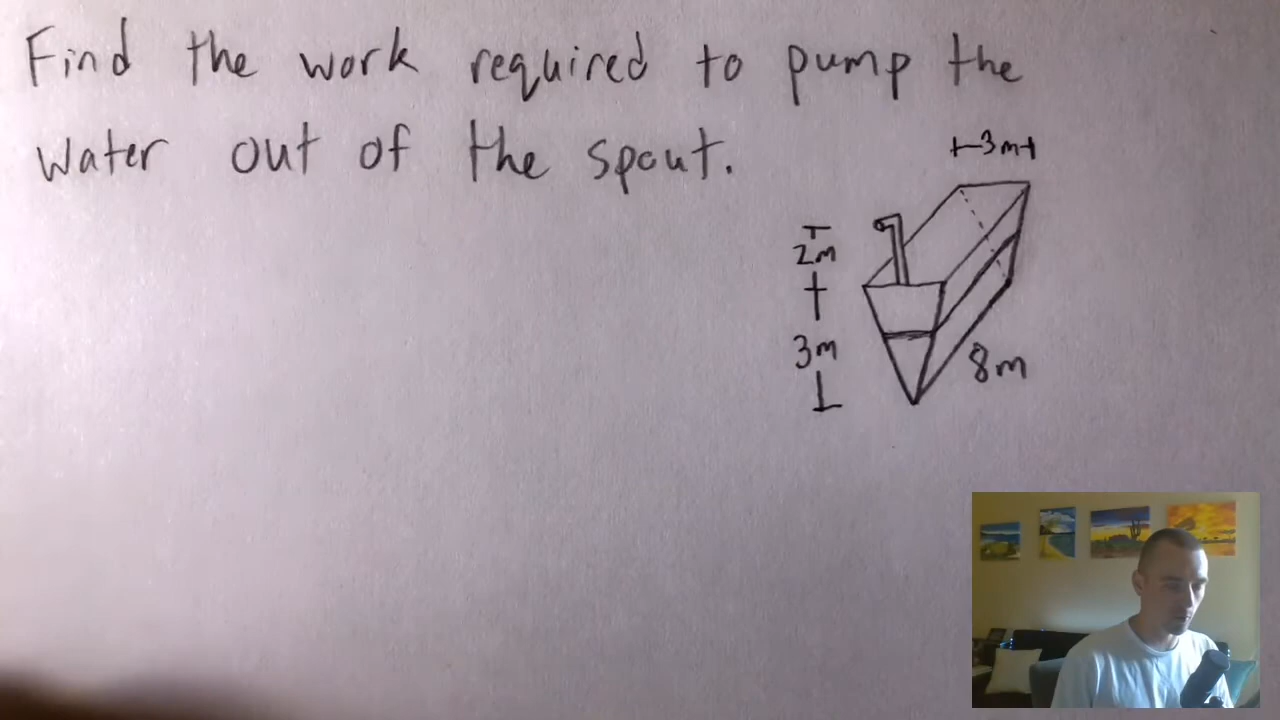 Find the work required to pump the
water out of the spout.
3m
2m
3m
8m